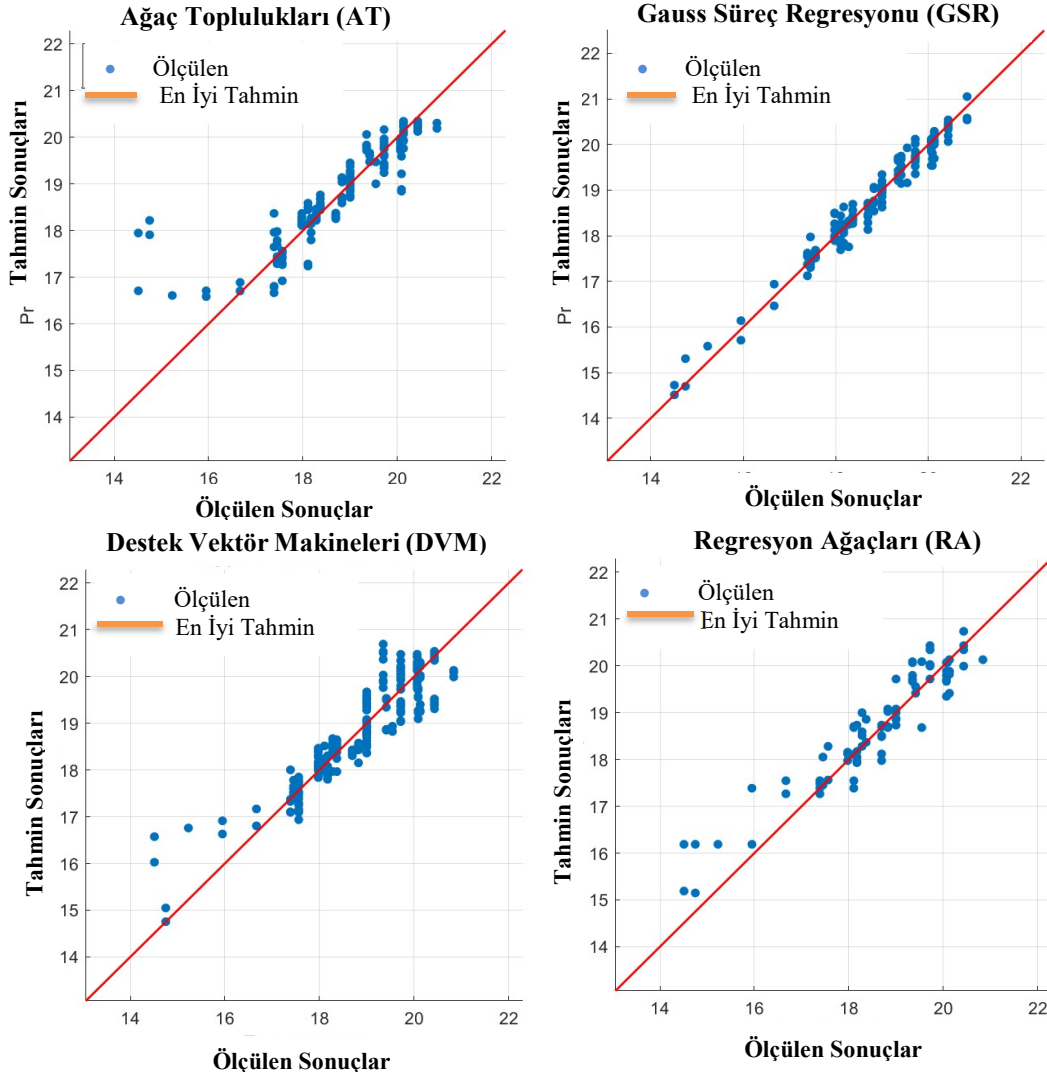 Ağaç Toplulukları (AT)
22
21
20
19
18
17
16
15
14
Ölçülen
En İyi Tahmin
Pr Tahmin Sonuçları
14 16 18 20 22
Ölçülen Sonuçlar
Gauss Süreç Regresyonu (GSR)
22
21
20
19
18
17
16
15
14
Ölçülen
En İyi Tahmin
Pr Tahmin Sonuçları
14 16 18 20 22
Ölçülen Sonuçlar
Destek Vektör Makineleri (DVM)
22
21
20
19
18
17
16
15
14
Ölçülen
En İyi Tahmin
Tahmin Sonuçları
14 16 18 20 22
Ölçülen Sonuçlar
Regresyon Ağaçları (RA)
22
21
20
19
18
17
16
15
14
Ölçülen
En İyi Tahmin
Tahmin Sonuçları
14 16 18 20 22
Ölçülen Sonuçlar